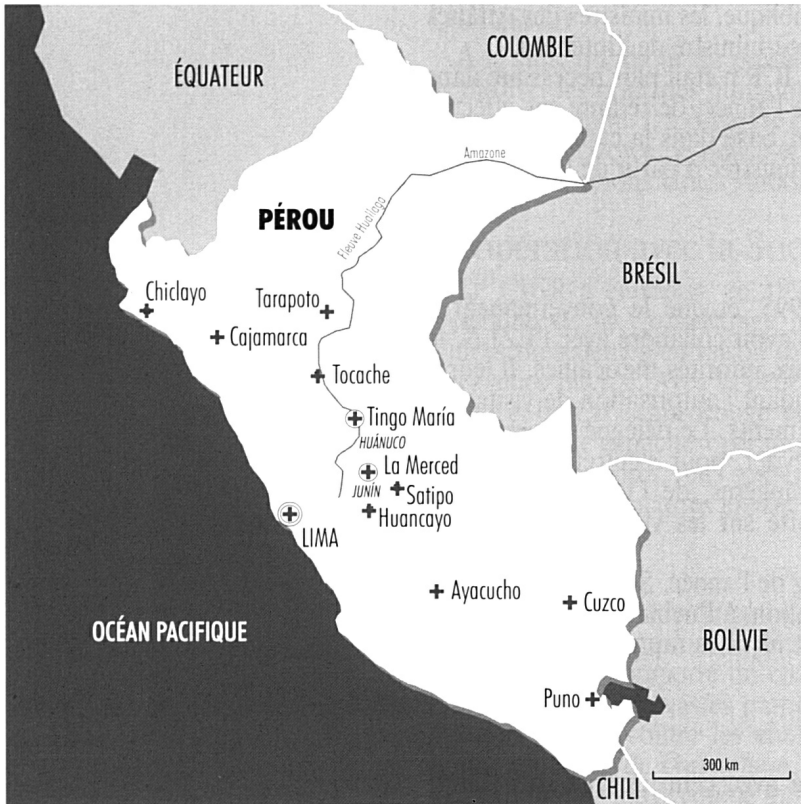 COLOMBIE
ÉQUATEUR
Amazone
Fleuve Huallaga
PÉROU
BRÉSIL
Chiclayo
Tarapoto
Cajamarca
Tocache
Tingo María
HUÁNUCO
La Merced
JUNÍN
Satipo
Huancayo
LIMA
Ayacucho
Cuzco
OCÉAN PACIFIQUE
BOLIVIE
Puno
300 km
CHILI